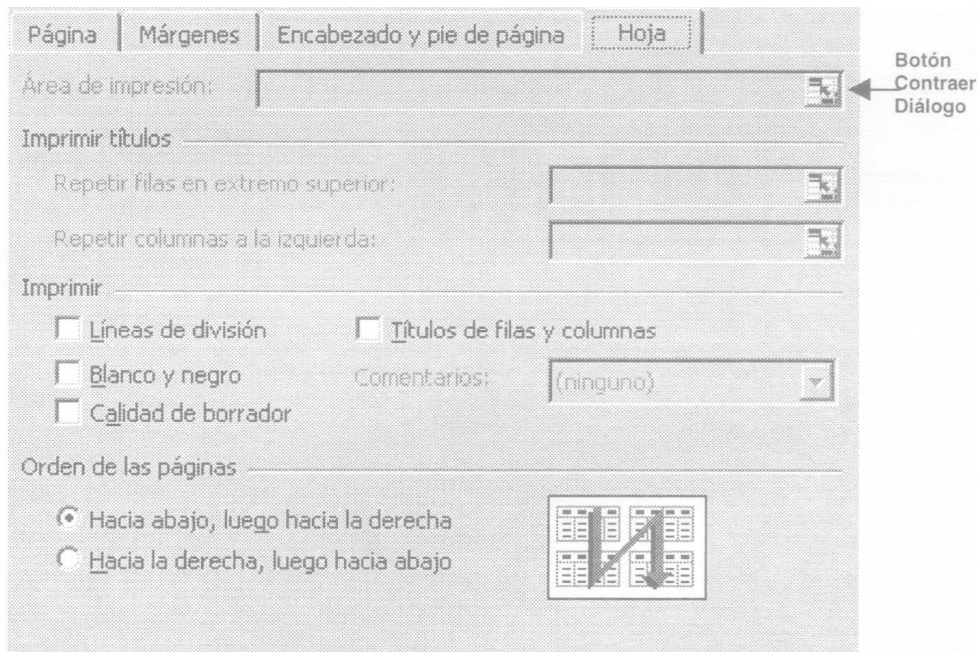 Página Márgenes Encabezado y pie de página Hoja
Área de impresión:
Botón
Contraer
Diálogo
Imprimir títulos
Repetir filas en extremo superior:
Repetir columnas a la izquierda:
Imprimir
Líneas de división Títulos de filas y columnas
Blanco y negro Comentarios: (ninguno)
Calidad de borrador
Orden de las páginas
Hacia abajo, luego hacia la derecha
Hacia la derecha, luego hacia abajo